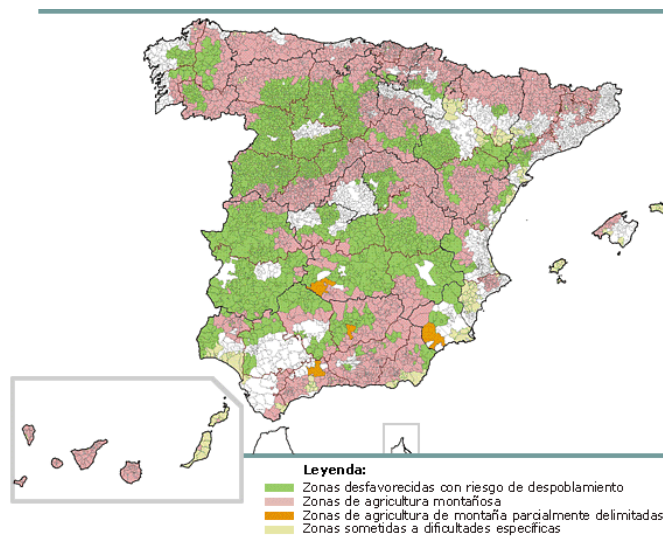 Leyenda:
Zonas desfavorecidas con riesgo de despoblamiento
Zonas de agricultura montañosa
Zonas de agricultura de montaña parcialmente delimitadas
Zonas sometidas a dificultades específicas